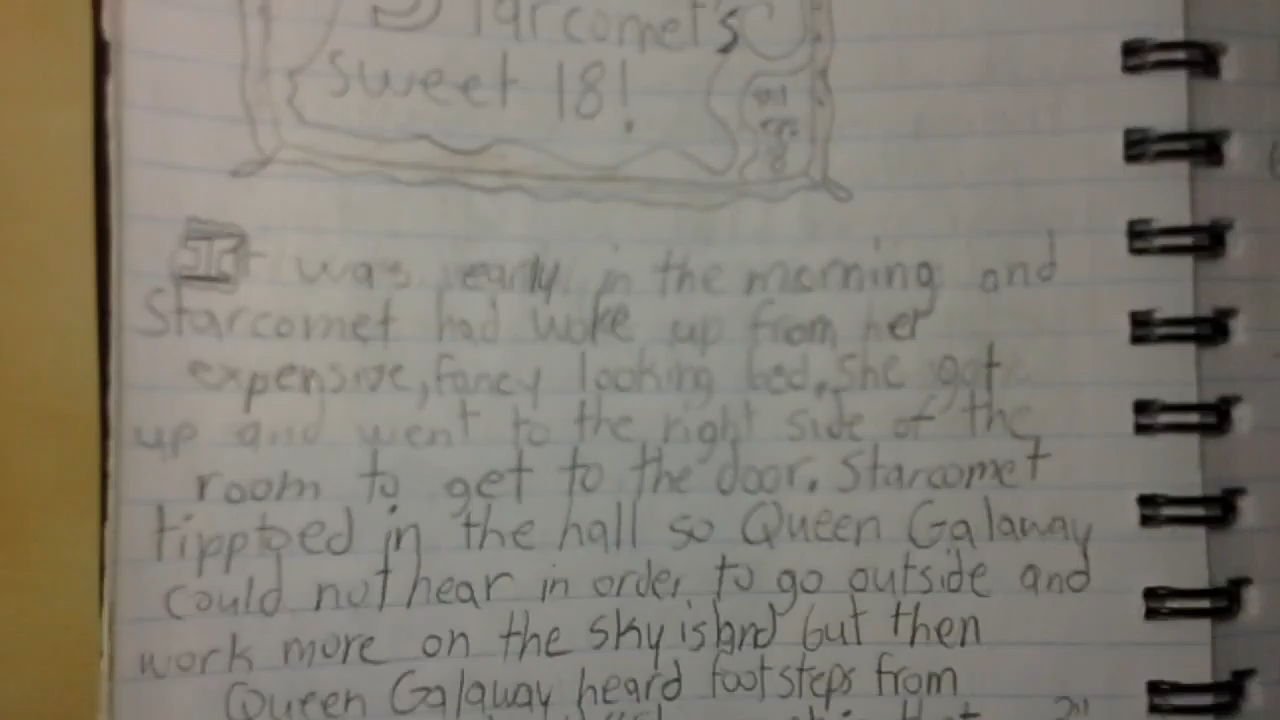 Starcomet's
Sweet 18!
It was early in the morning and
Starcomet had woke up from her
expensive, fancy looking bed. She got
up and went to the right side of the
room to get to the door. Starcomet
tipptoed in the hall so Queen Galaway
could not hear in order to go outside and
work more on the sky island but then
Queen Galaway heard footsteps from